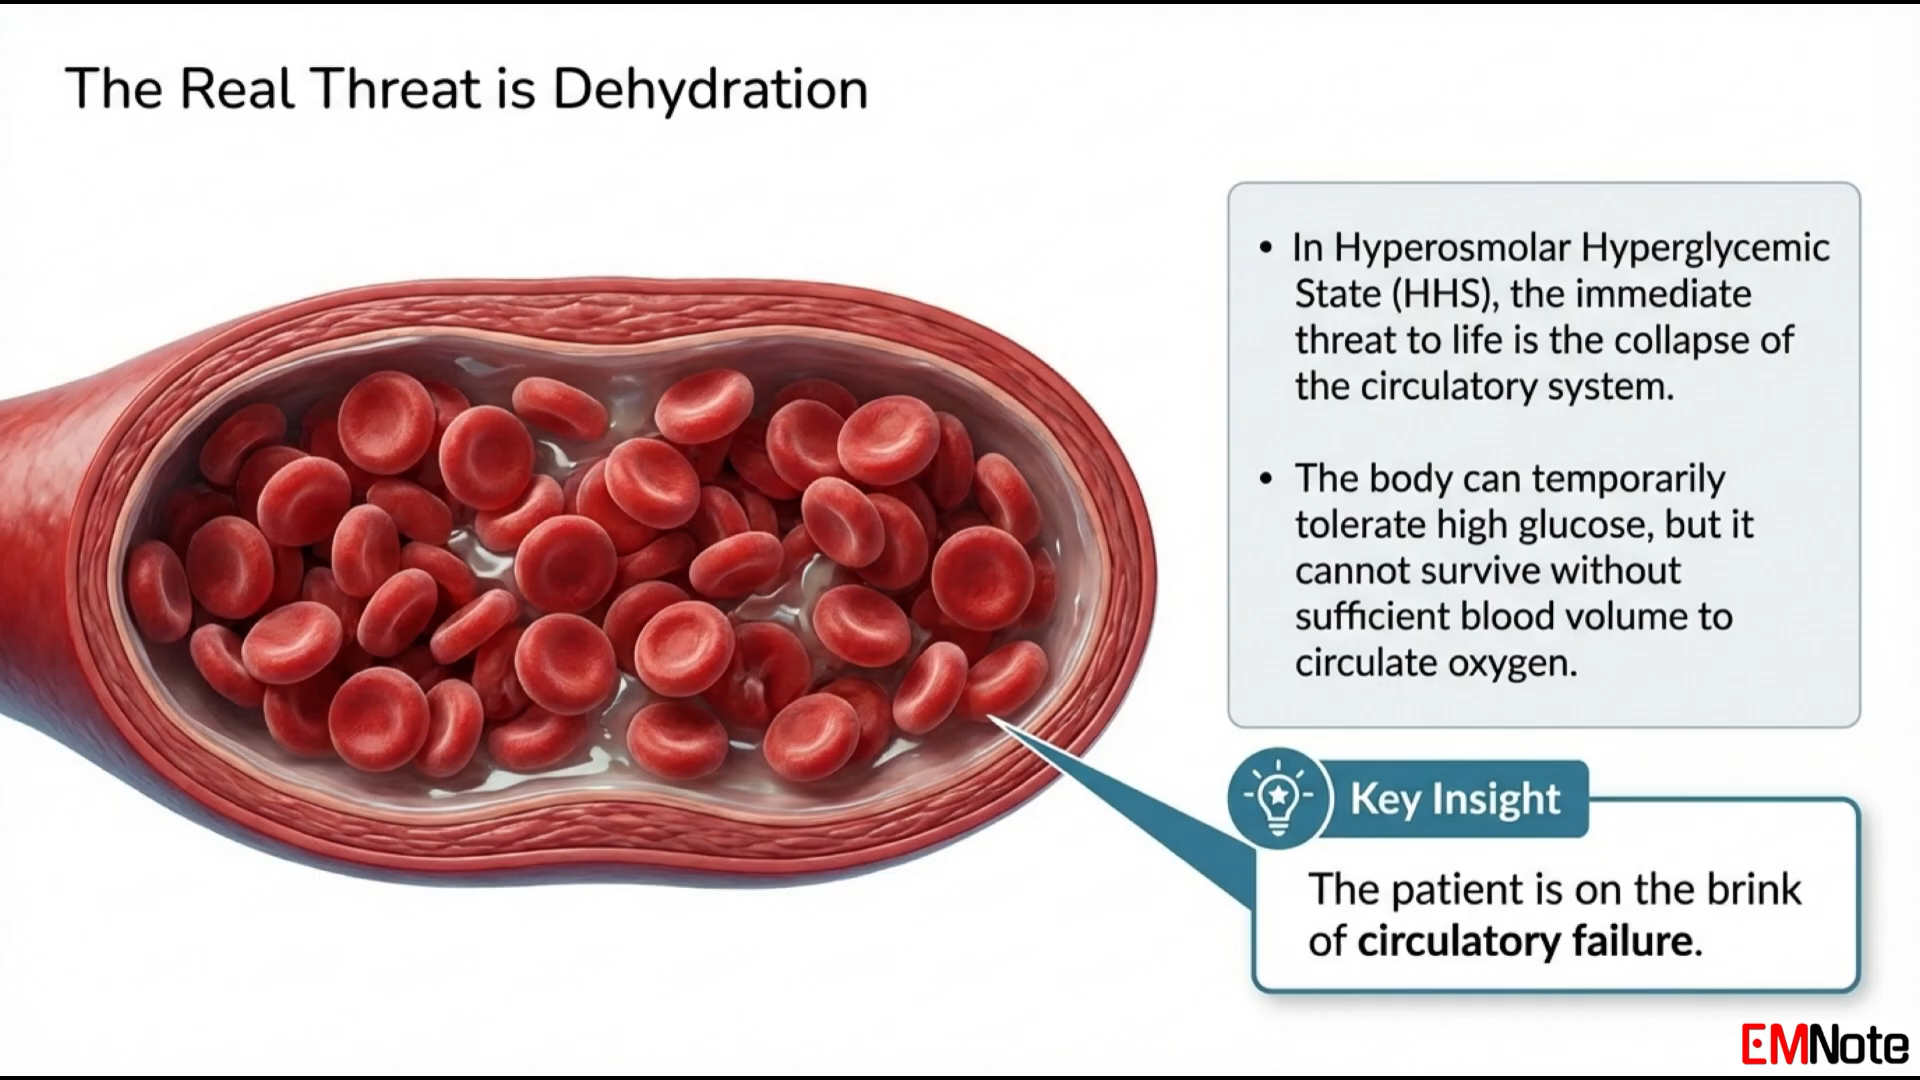 The Real Threat is Dehydration
• In Hyperosmolar Hyperglycemic
State (HHS), the immediate
threat to life is the collapse of
the circulatory system.
• The body can temporarily
tolerate high glucose, but it
cannot survive without
sufficient blood volume to
circulate oxygen.
Key Insight
The patient is on the brink
of circulatory failure.
EMNote